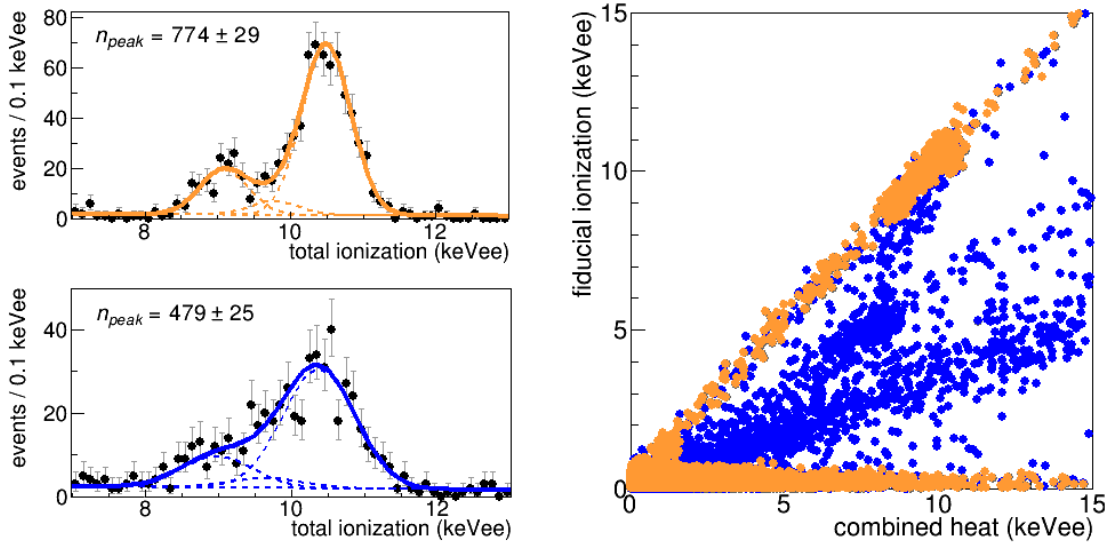 n_peak = 774 ± 29
events / 0.1 keVee
80
60
40
20
0
8
10
12
total ionization (keVee)
n_peak = 479 ± 25
events / 0.1 keVee
40
20
0
8
10
12
total ionization (keVee)
fiducial ionization (keVee)
15
10
5
0
0
5
10
15
combined heat (keVee)